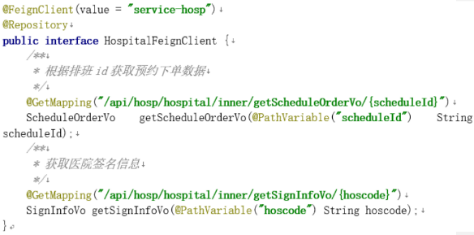 @FeignClient(value = "service-hosp")
@Repository
public interface HospitalFeignClient {
/**
* 根据排班 id 获取预约下单数据
*/
@GetMapping("/api/hosp/hospital/inner/getScheduleOrderVo/{scheduleId}")
ScheduleOrderVo getScheduleOrderVo(@PathVariable("scheduleId") String
scheduleId);
/**
* 获取医院签名信息
*/
@GetMapping("/api/hosp/hospital/inner/getSignInfoVo/{hoscode}")
SignInfoVo getSignInfoVo(@PathVariable("hoscode") String hoscode);
}